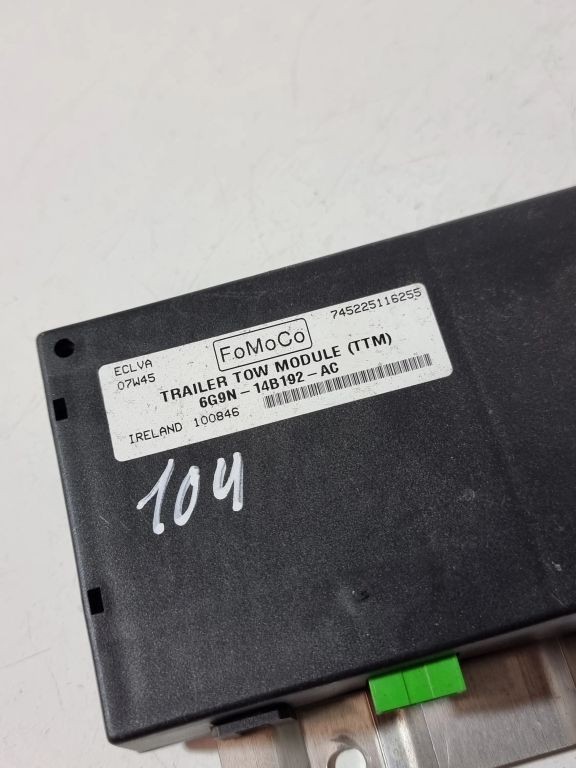 ECLVA
07W45
FoMoCo
745225116255
TRAILER TOW MODULE (TTM)
6G9N-14B192-AC
IRELAND 100846
104